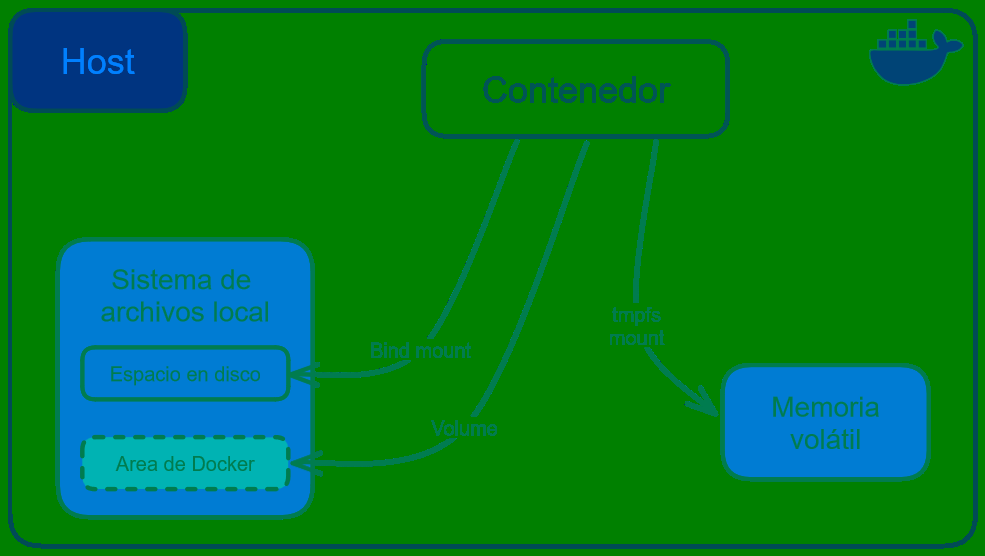 Host
Contenedor
Sistema de
archivos local
tmpfs
mount
Bind mount
Espacio en disco
Memoria
volátil
Volume
Area de Docker